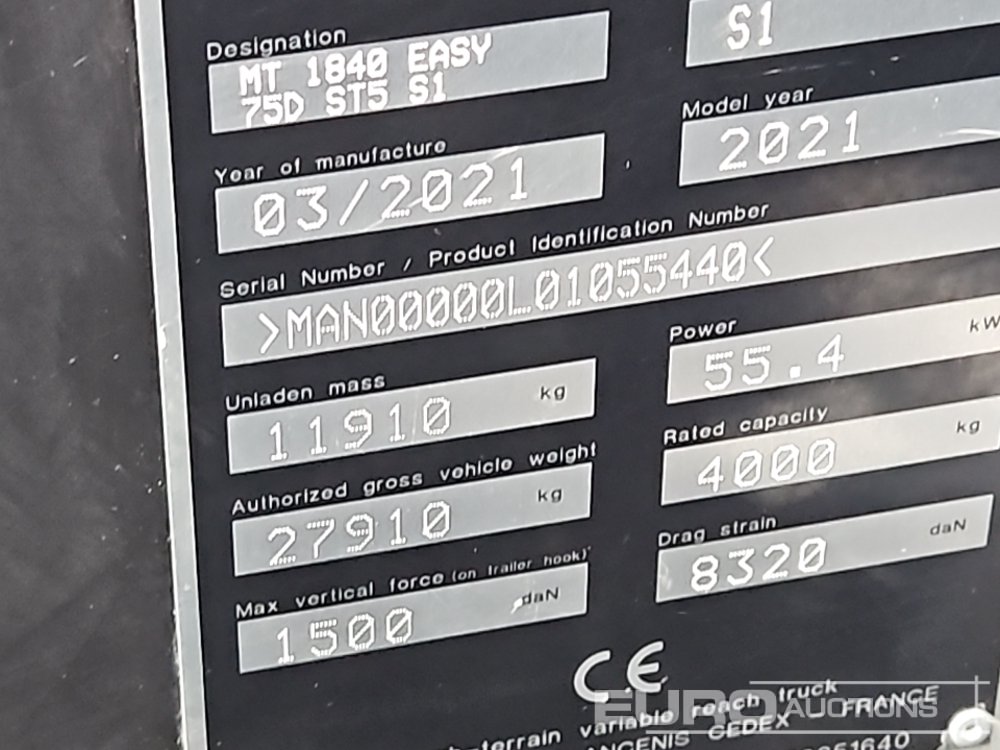 Designation
MT 1840 EASY
75D ST5 S1
S1
Year of manufacture
03/2021
Model year
2021
Serial Number / Product Identification Number
>MAN00000L01055440<
Unladen mass
11910 kg
Power
55.4 kW
Authorized gross vehicle weight
27910 kg
Rated capacity
4000 kg
Max vertical force (on trailer hook)
1500 daN
Drag strain
8320 daN
CE
terrain variable reach truck
CEDEX - FRANCE
EURO AUCTIONS